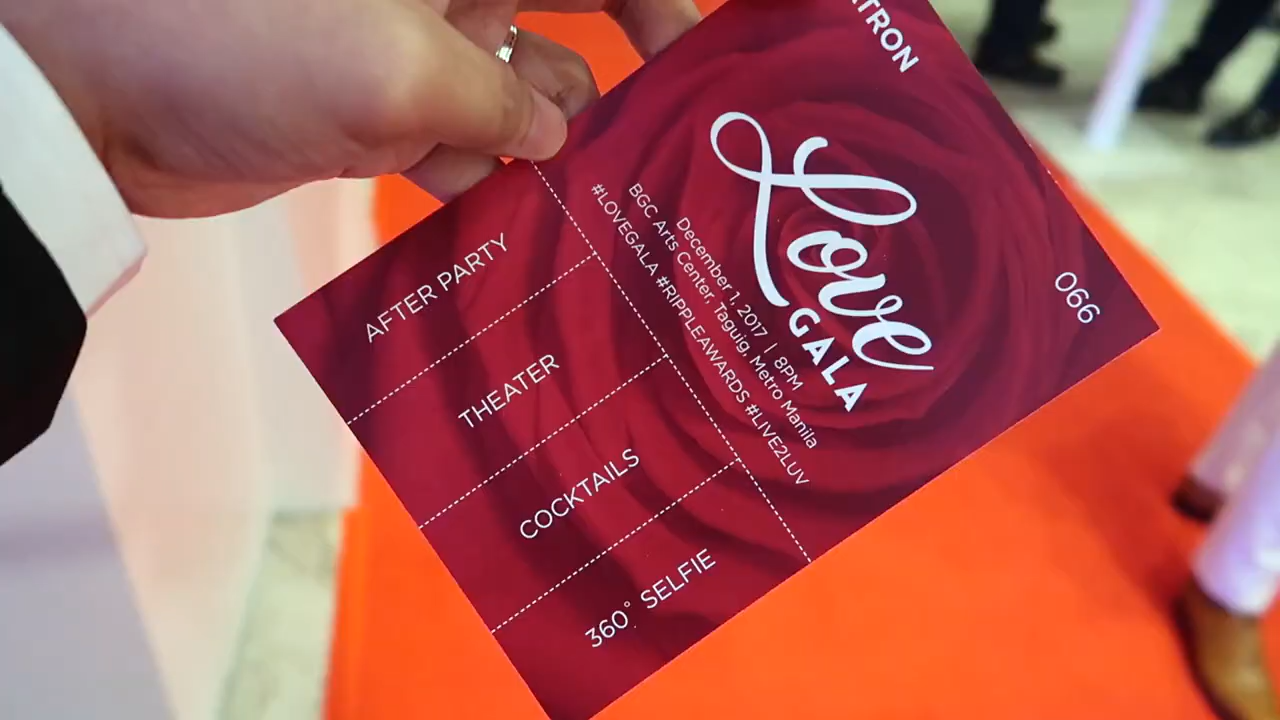 Love
GALA
December 1, 2017 | 8PM
BGC Arts Center, Taguig, Metro Manila
#LOVEGALA #RIPPLEAWARDS #LIVE2LUV
066
AFTER PARTY
THEATER
COCKTAILS
360° SELFIE